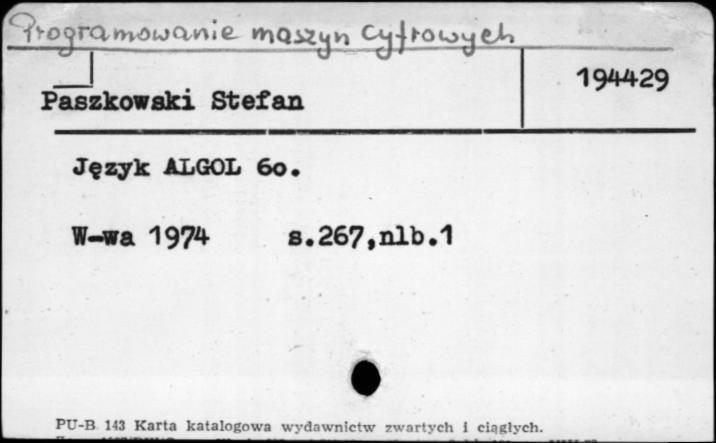 Programowanie maszyn cyfrowych
194429
Paszkowski Stefan
Język ALGOL 6o.
W-wa 1974 s.267,nlb.1
PU-B 143 Karta katalogowa wydawnictw zwartych i ciągłych.